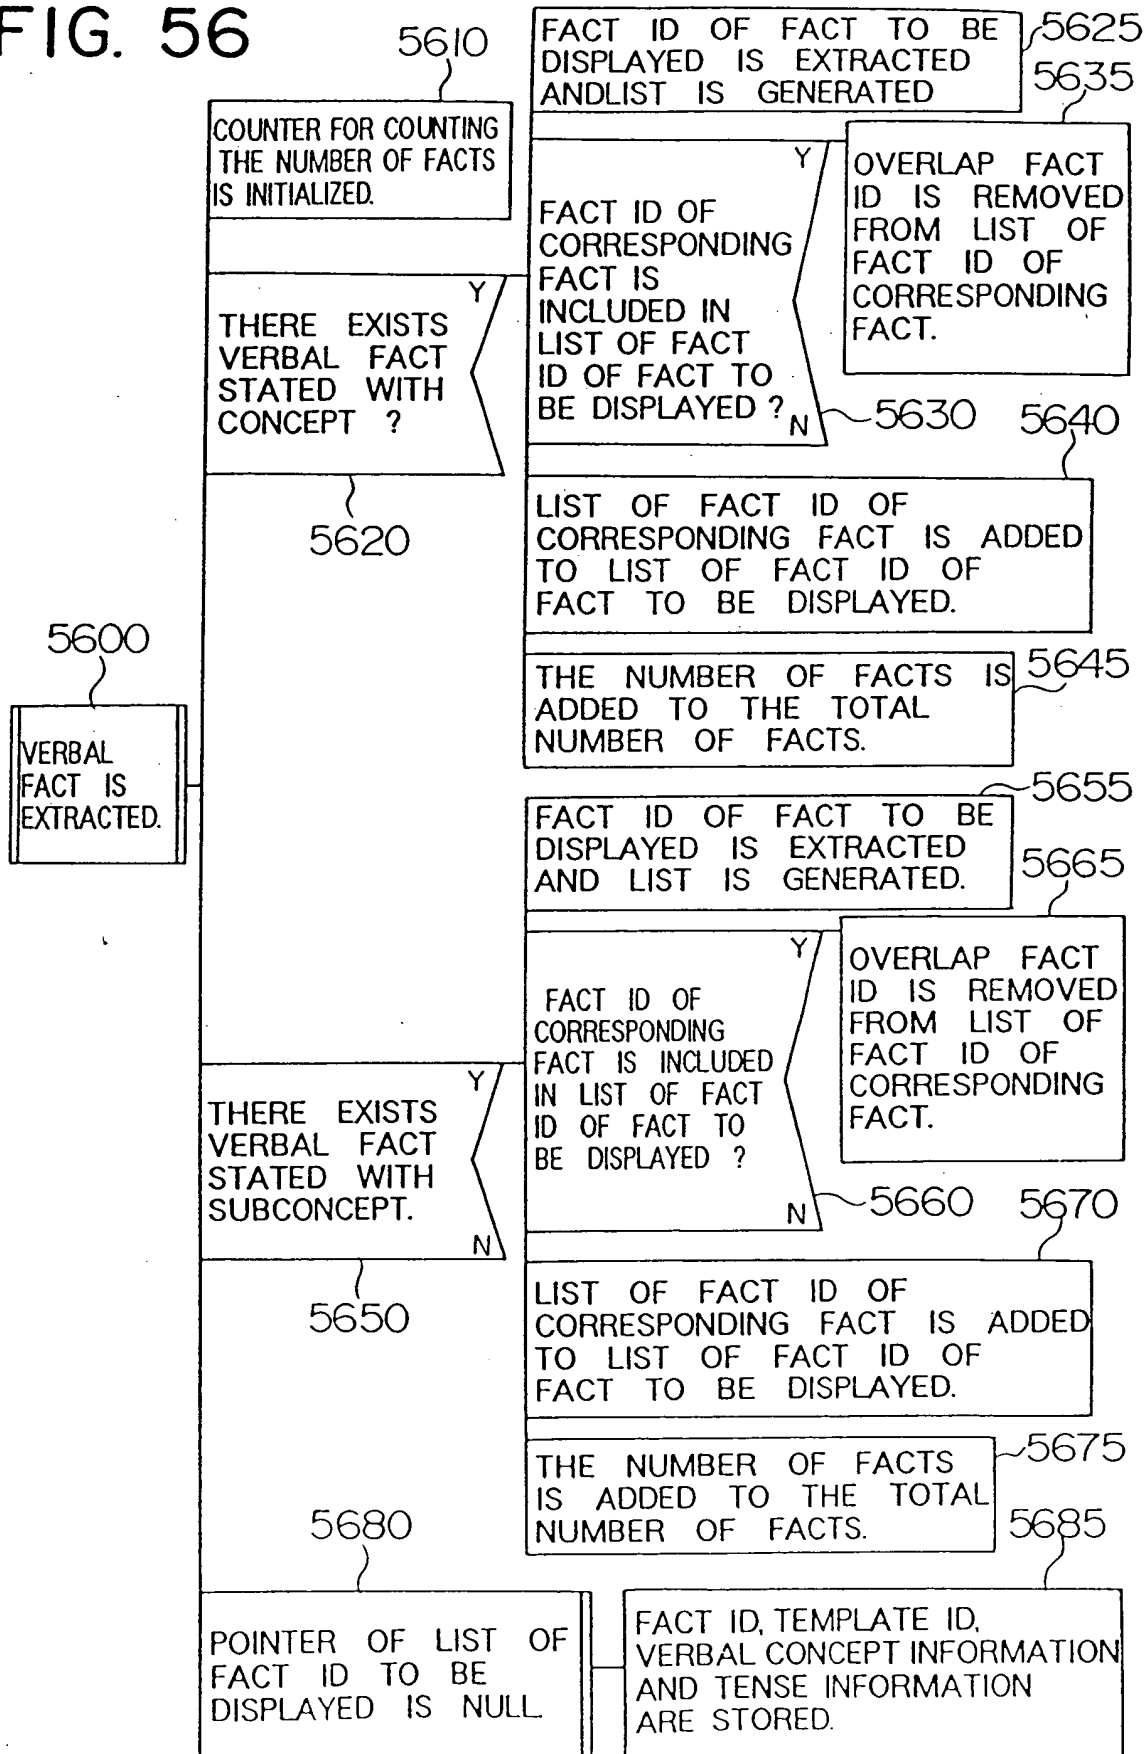 FIG. 56
5610
COUNTER FOR COUNTING
THE NUMBER OF FACTS
IS INITIALIZED.
Y
THERE EXISTS
VERBAL FACT
STATED WITH
CONCEPT ?
5620
FACT ID OF FACT TO BE
DISPLAYED IS EXTRACTED
ANDLIST IS GENERATED
5625
5635
Y
FACT ID OF
CORRESPONDING
FACT IS
INCLUDED IN
LIST OF FACT
ID OF FACT TO
BE DISPLAYED ?
N
5630
OVERLAP FACT
ID IS REMOVED
FROM LIST OF
FACT ID OF
CORRESPONDING
FACT.
5640
LIST OF FACT ID OF
CORRESPONDING FACT IS ADDED
TO LIST OF FACT ID OF
FACT TO BE DISPLAYED.
THE NUMBER OF FACTS IS
ADDED TO THE TOTAL
NUMBER OF FACTS.
5645
5600
VERBAL
FACT IS
EXTRACTED.
5655
FACT ID OF FACT TO BE
DISPLAYED IS EXTRACTED
AND LIST IS GENERATED.
5665
Y
FACT ID OF
CORRESPONDING
FACT IS INCLUDED
IN LIST OF FACT
ID OF FACT TO
BE DISPLAYED ?
N
5660
OVERLAP FACT
ID IS REMOVED
FROM LIST OF
FACT ID OF
CORRESPONDING
FACT.
Y
THERE EXISTS
VERBAL FACT
STATED WITH
SUBCONCEPT.
N
5650
5670
LIST OF FACT ID OF
CORRESPONDING FACT IS ADDED
TO LIST OF FACT ID OF
FACT TO BE DISPLAYED.
THE NUMBER OF FACTS
IS ADDED TO THE TOTAL
NUMBER OF FACTS.
5675
5680
POINTER OF LIST OF
FACT ID TO BE
DISPLAYED IS NULL
5685
FACT ID, TEMPLATE ID,
VERBAL CONCEPT INFORMATION
AND TENSE INFORMATION
ARE STORED.